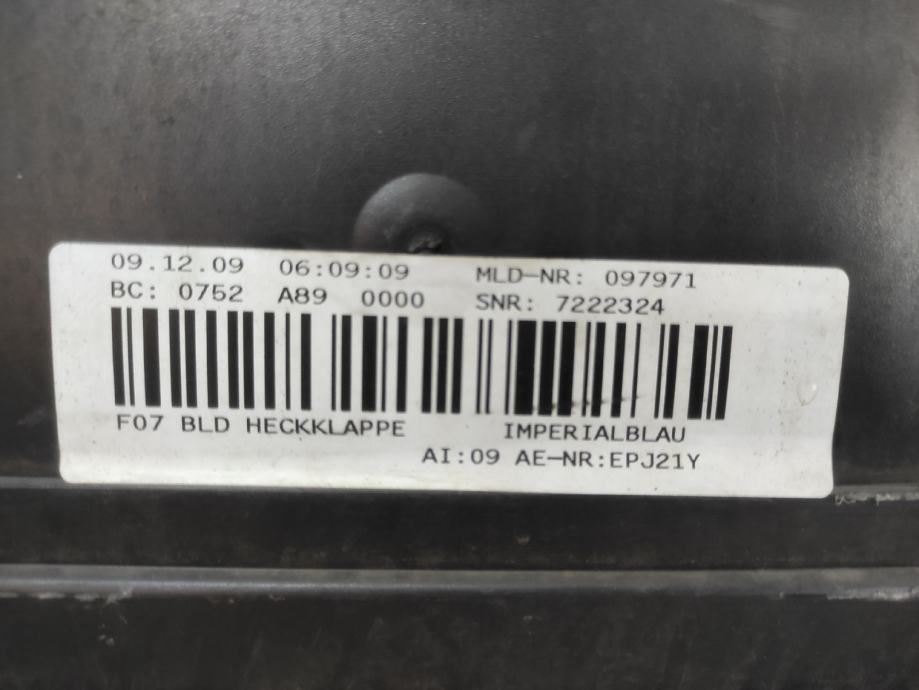 09.12.09 06:09:09 MLD-NR: 097971
BC: 0752 A89 0000 SNR: 7222324
F07 BLD HECKKLAPPE IMPERIALBLAU
AI:09 AE-NR:EPJ21Y